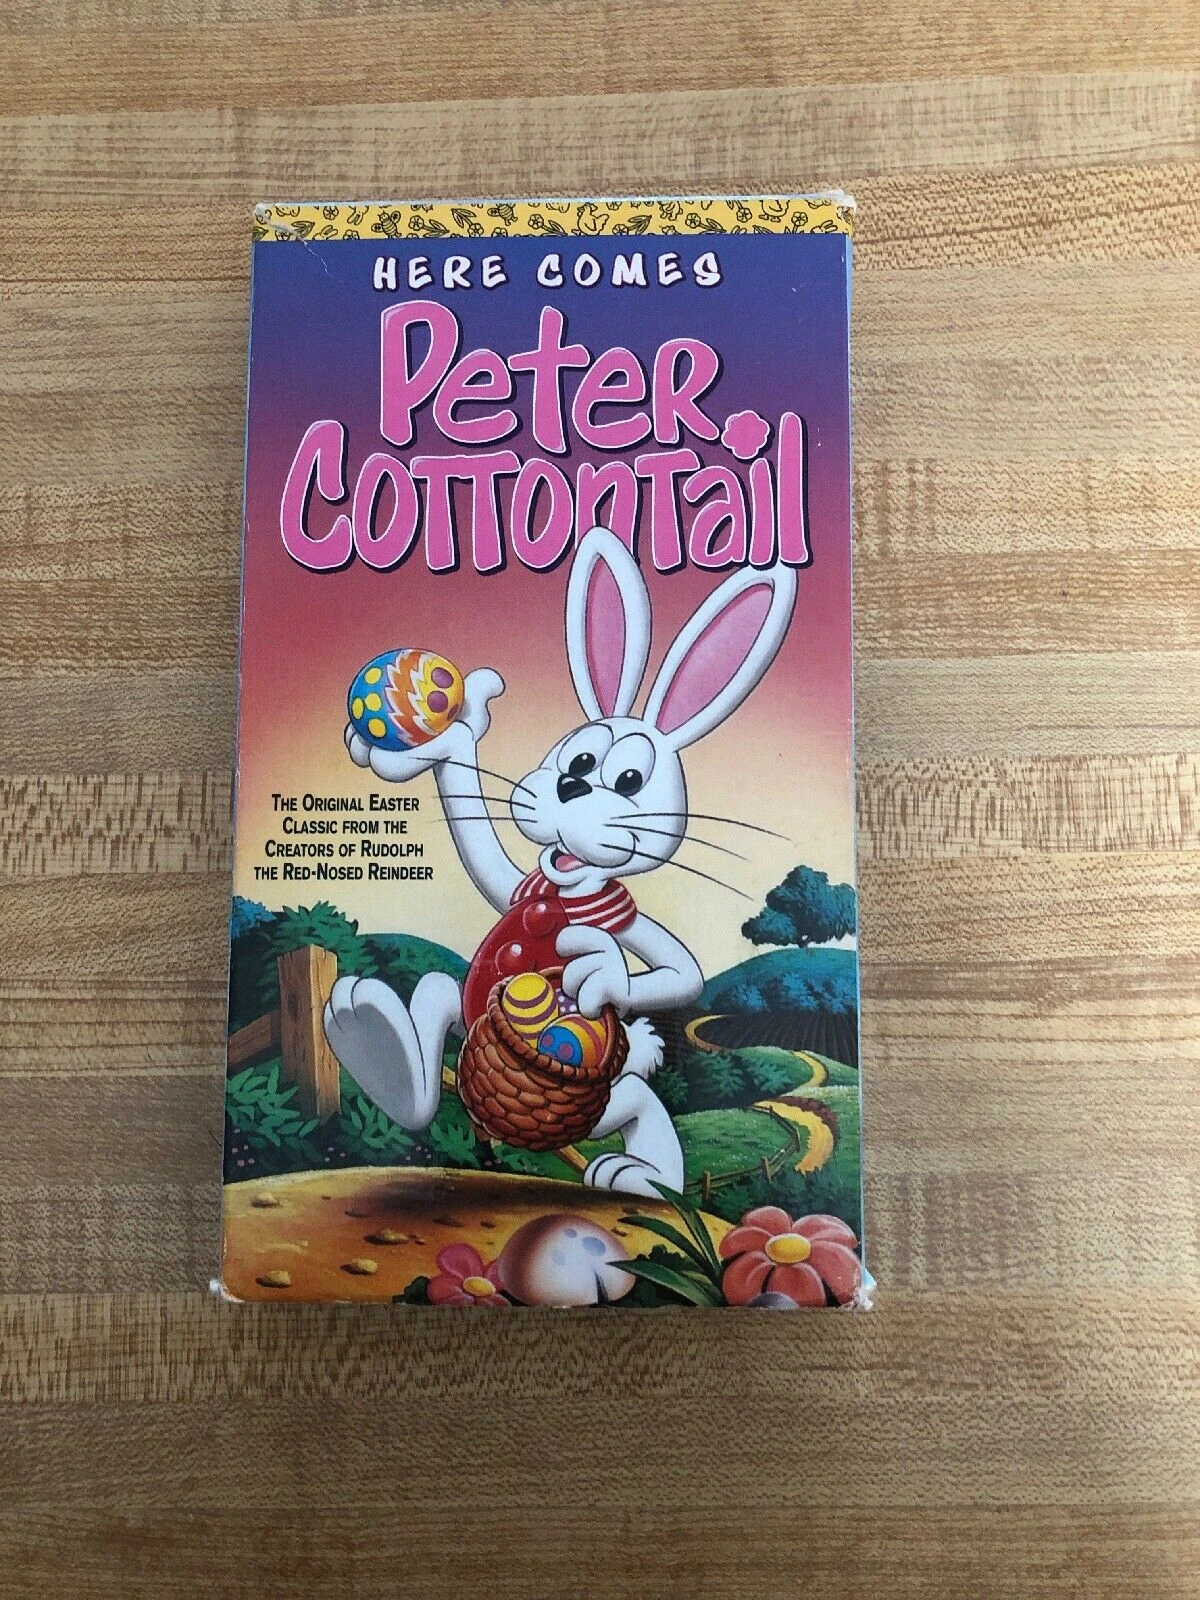 HERE COMES
Peter
Cottontail
THE ORIGINAL EASTER
CLASSIC FROM THE
CREATORS OF RUDOLPH
THE RED-NOSED REINDEER